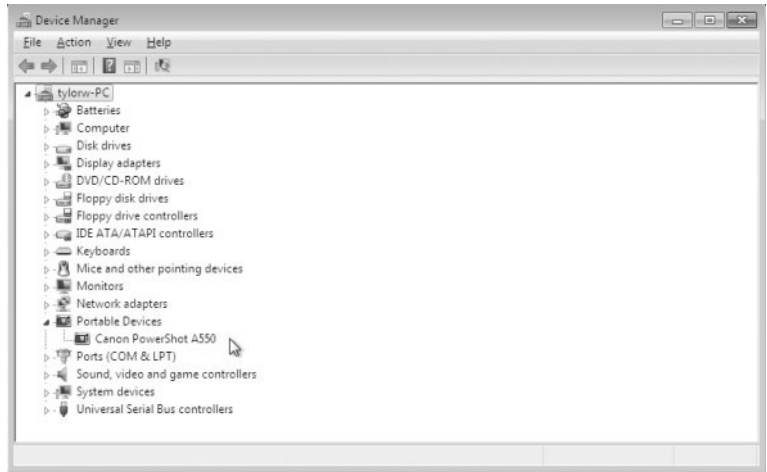 Device Manager
File Action View Help
tylorw-PC
Batteries
Computer
Disk drives
Display adapters
DVD/CD-ROM drives
Floppy disk drives
Floppy drive controllers
IDE ATA/ATAPI controllers
Keyboards
Mice and other pointing devices
Monitors
Network adapters
Portable Devices
Canon PowerShot A550
Ports (COM & LPT)
Sound, video and game controllers
System devices
Universal Serial Bus controllers